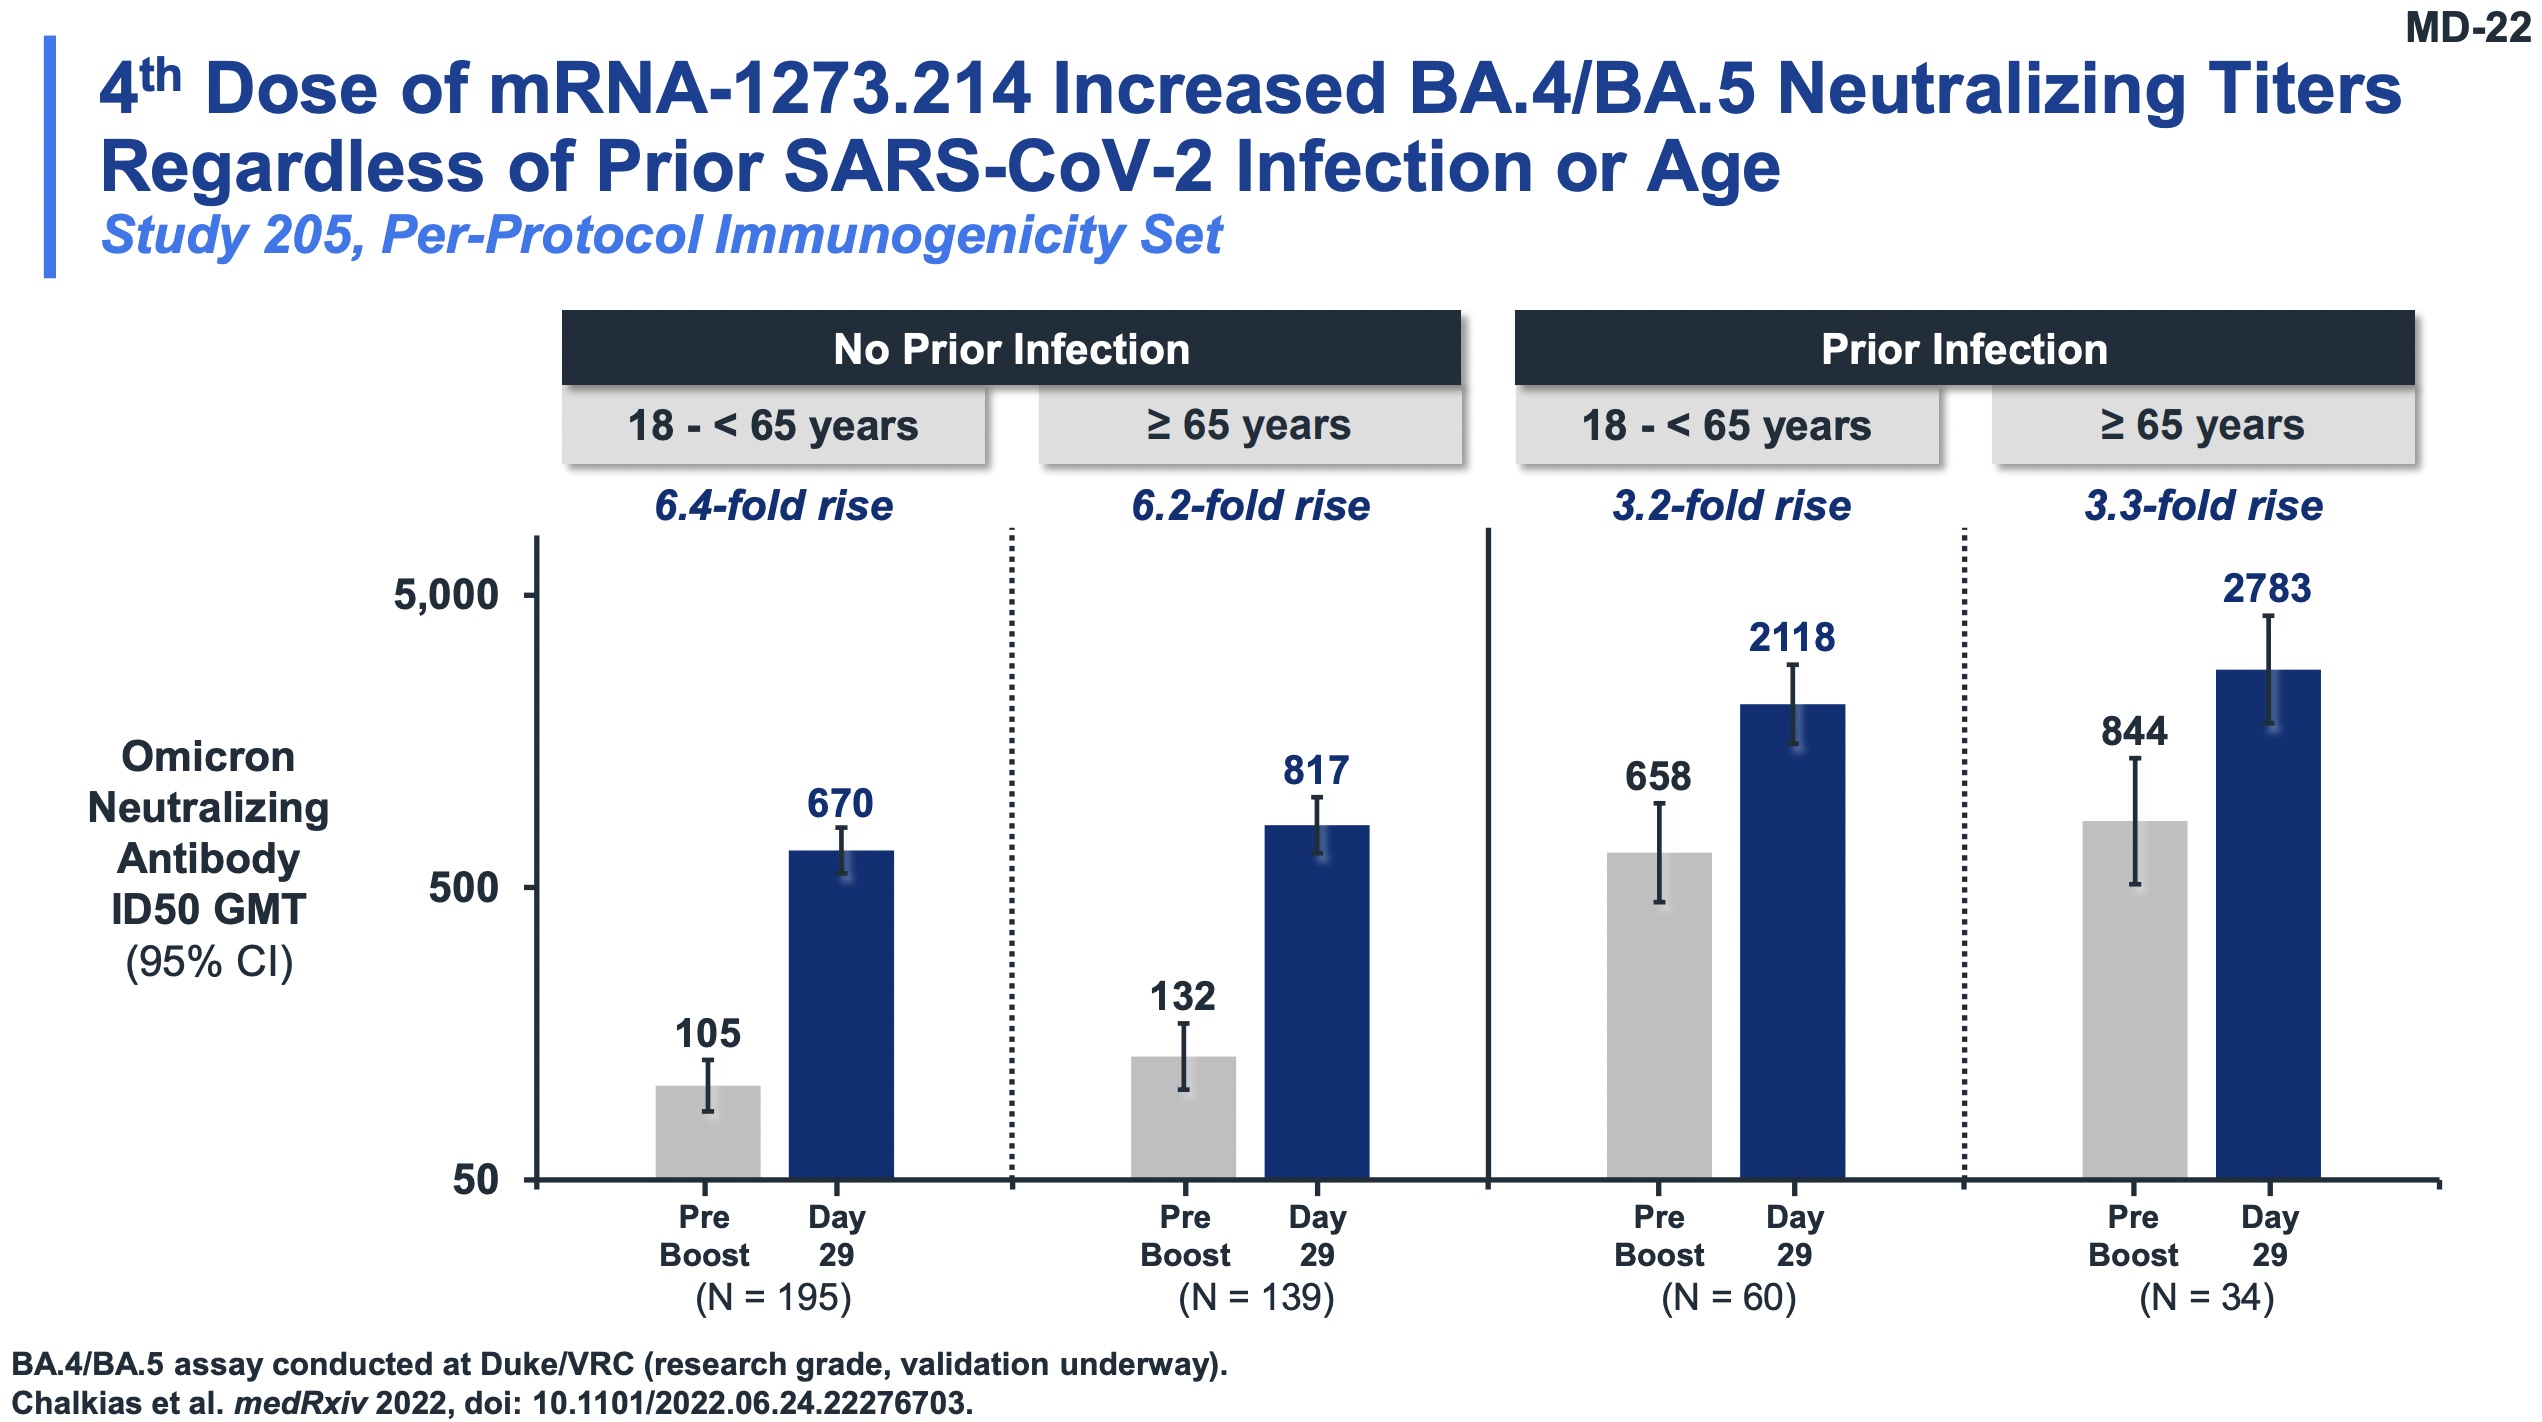 MD-22
4th Dose of mRNA-1273.214 Increased BA.4/BA.5 Neutralizing Titers
Regardless of Prior SARS-CoV-2 Infection or Age
Study 205, Per-Protocol Immunogenicity Set
No Prior Infection
Prior Infection
18 - < 65 years
≥ 65 years
18 - < 65 years
≥ 65 years
6.4-fold rise
6.2-fold rise
3.2-fold rise
3.3-fold rise
Omicron
Neutralizing
Antibody
ID50 GMT
(95% CI)
5,000
500
50
105
670
132
817
658
2118
844
2783
Pre
Boost
Day
29
(N = 195)
Pre
Boost
Day
29
(N = 139)
Pre
Boost
Day
29
(N = 60)
Pre
Boost
Day
29
(N = 34)
BA.4/BA.5 assay conducted at Duke/VRC (research grade, validation underway).
Chalkias et al. medRxiv 2022, doi: 10.1101/2022.06.24.22276703.